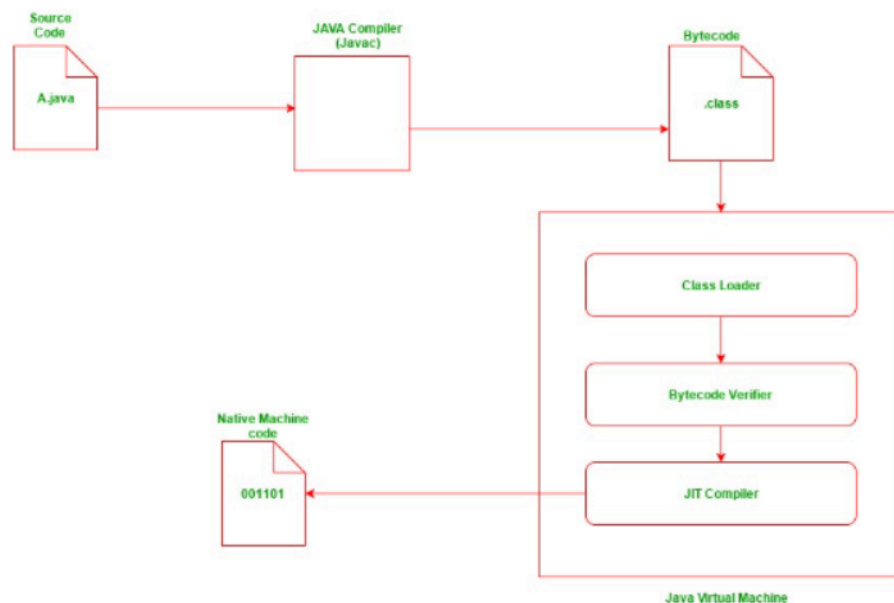 Source
Code
A.java
JAVA Compiler
(Javac)
Bytecode
.class
Class Loader
Bytecode Verifier
JIT Compiler
Native Machine
code
001101
Java Virtual Machine